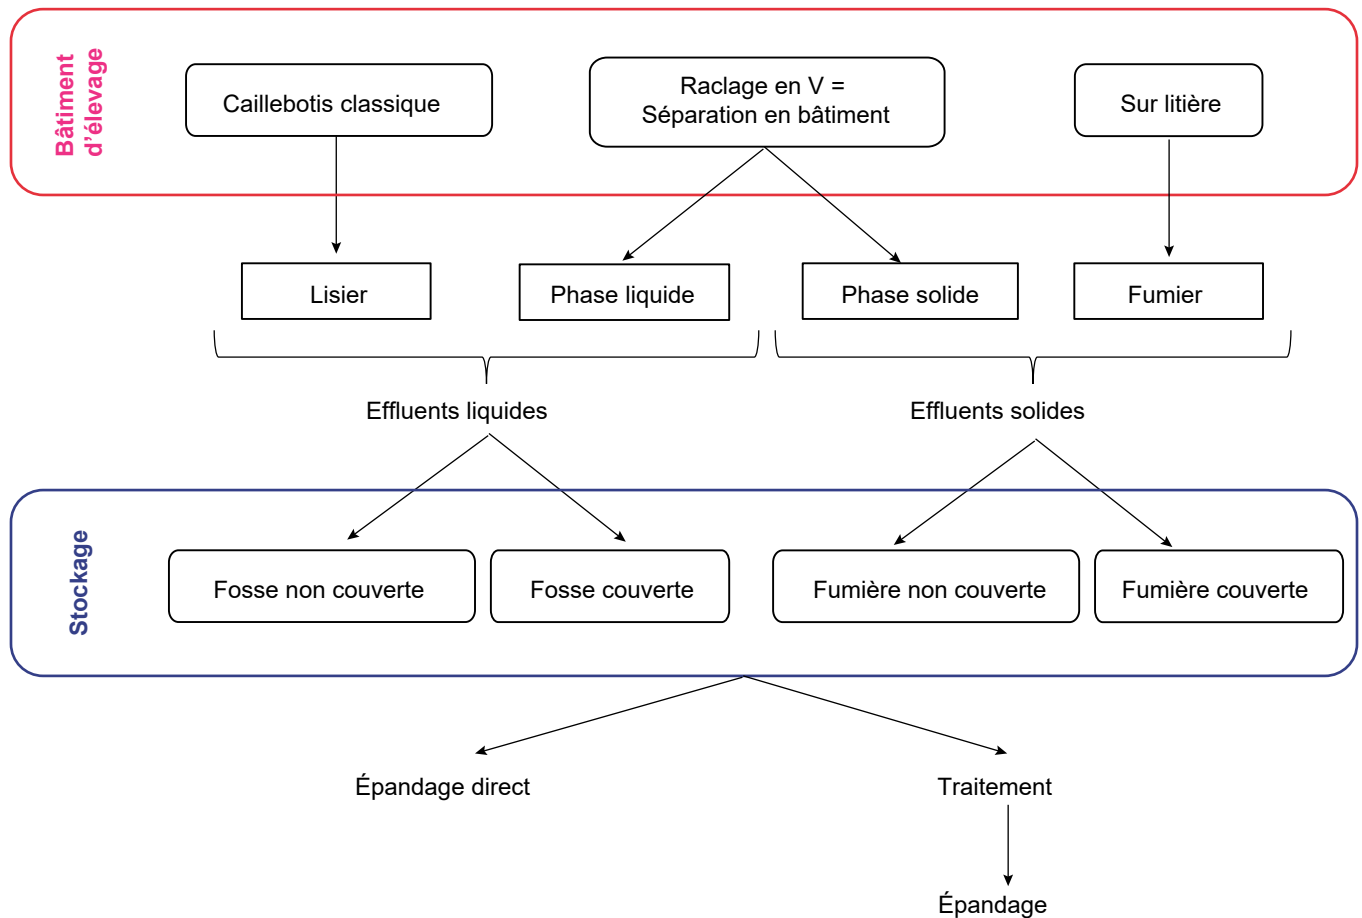 Bâtiment
d’élevage
Caillebotis classique
Raclage en V =
Séparation en bâtiment
Sur litière
Lisier
Phase liquide
Phase solide
Fumier
Effluents liquides
Effluents solides
Stockage
Fosse non couverte
Fosse couverte
Fumière non couverte
Fumière couverte
Épandage direct
Traitement
Épandage